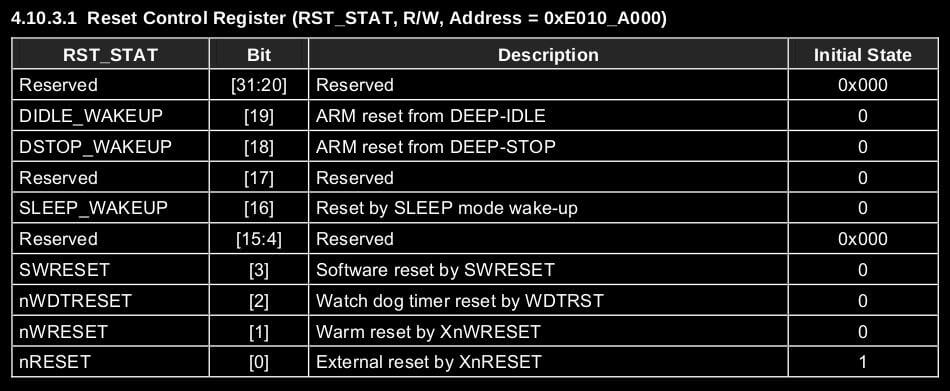 4.10.3.1 Reset Control Register (RST_STAT, R/W, Address = 0xE010_A000)
RST_STAT Bit Description Initial State
Reserved [31:20] Reserved 0x000
DIDLE_WAKEUP [19] ARM reset from DEEP-IDLE 0
DSTOP_WAKEUP [18] ARM reset from DEEP-STOP 0
Reserved [17] Reserved 0
SLEEP_WAKEUP [16] Reset by SLEEP mode wake-up 0
Reserved [15:4] Reserved 0x000
SWRESET [3] Software reset by SWRESET 0
nWDTRESET [2] Watch dog timer reset by WDTRST 0
nWRESET [1] Warm reset by XnWRESET 0
nRESET [0] External reset by XnRESET 1